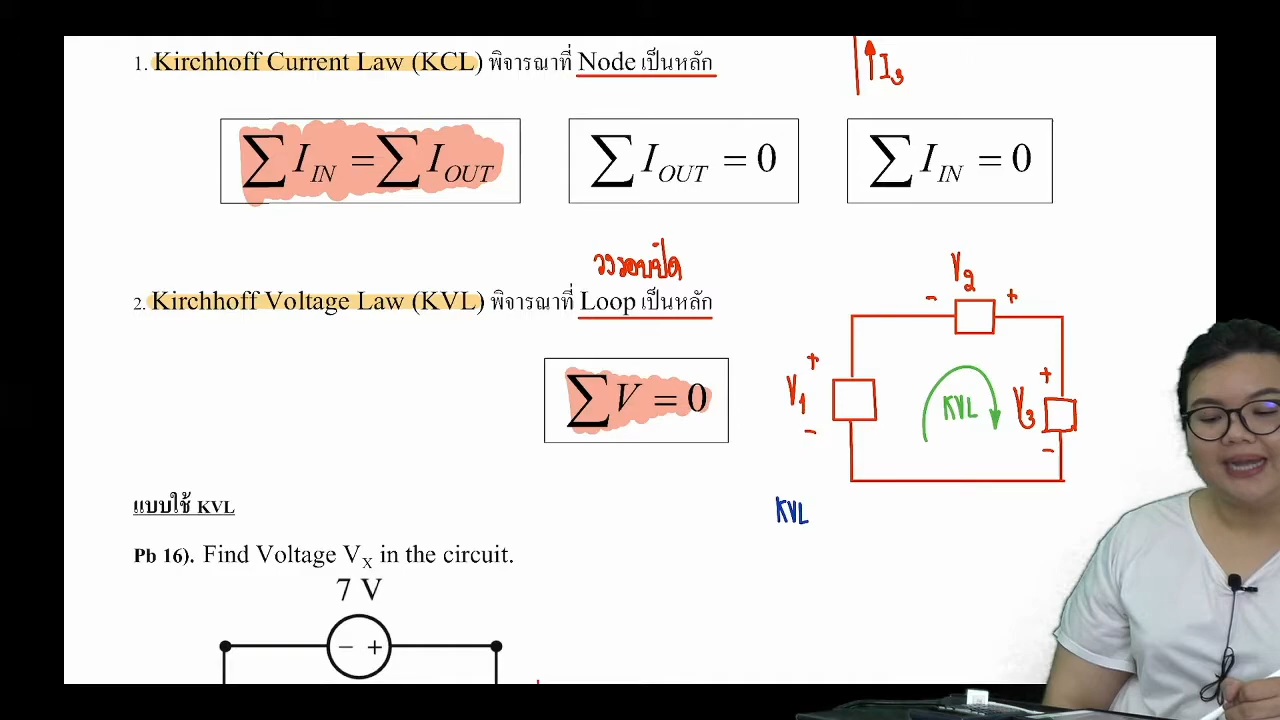 1. Kirchhoff Current Law (KCL) พิจารณาที่ Node เป็นหลัก
I3
∑ I_IN = ∑ I_OUT
∑ I_OUT = 0
∑ I_IN = 0
วงรอบปิด
2. Kirchhoff Voltage Law (KVL) พิจารณาที่ Loop เป็นหลัก
V2
- +
∑ V = 0
+ V1 -
KVL
+ V3 -
แบบใช้ KVL
KVL
Pb 16). Find Voltage V_X in the circuit.
7 V
− +